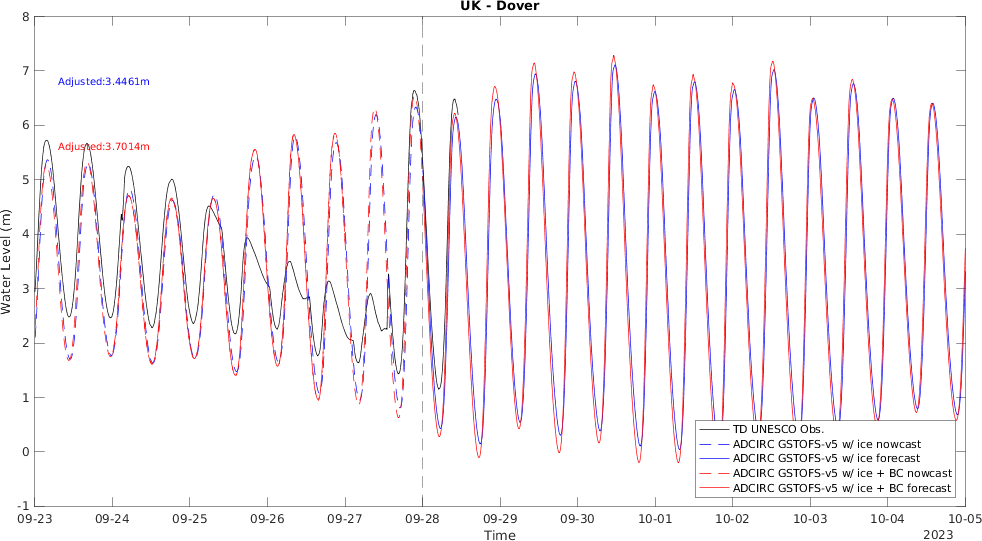 UK - Dover
8
7
6
5
4
3
2
1
0
-1
Water Level (m)
Adjusted:3.4461m
Adjusted:3.7014m
TD UNESCO Obs.
ADCIRC GSTOFS-v5 w/ ice nowcast
ADCIRC GSTOFS-v5 w/ ice forecast
ADCIRC GSTOFS-v5 w/ ice + BC nowcast
ADCIRC GSTOFS-v5 w/ ice + BC forecast
09-23 09-24 09-25 09-26 09-27 09-28 09-29 09-30 10-01 10-02 10-03 10-04 10-05
Time
2023